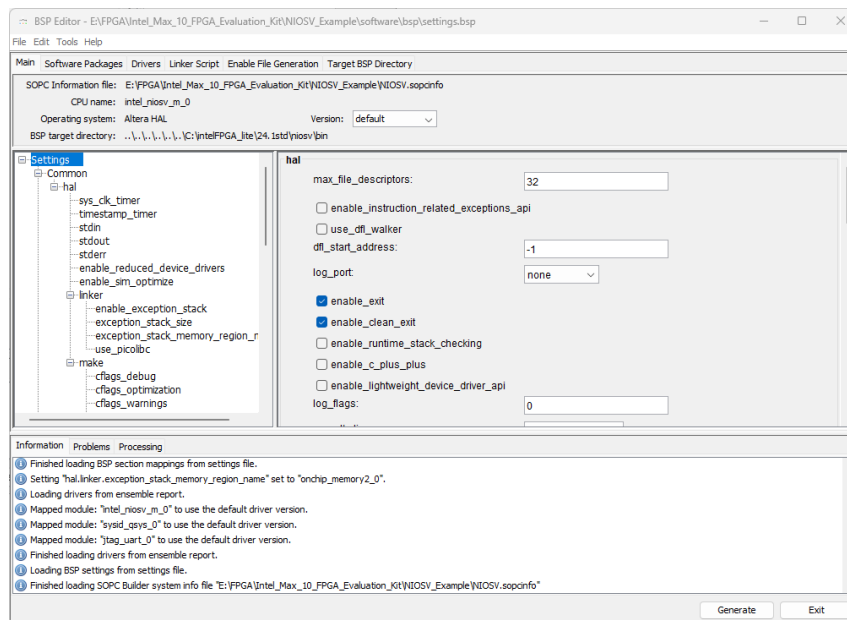 BSP Editor - E:\FPGA\Intel_Max_10_FPGA_Evaluation_Kit\NIOSV_Example\software\bsp\settings.bsp
File Edit Tools Help
Main Software Packages Drivers Linker Script Enable File Generation Target BSP Directory
SOPC Information file: E:\FPGA\Intel_Max_10_FPGA_Evaluation_Kit\NIOSV_Example\NIOSV.sopcinfo
CPU name: intel_niosv_m_0
Operating system: Altera HAL Version: default
BSP target directory: ..\..\..\..\..\C:\intelFPGA_lite\24.1std\niosv\bin
Settings
Common
hal
sys_clk_timer
timestamp_timer
stdin
stdout
stderr
enable_reduced_device_drivers
enable_sim_optimize
linker
enable_exception_stack
exception_stack_size
exception_stack_memory_region_r
use_picolibc
make
cflags_debug
cflags_optimization
cflags_warnings
hal
max_file_descriptors: 32
enable_instruction_related_exceptions_api
use_dfl_walker
dfl_start_address: -1
log_port: none
enable_exit
enable_clean_exit
enable_runtime_stack_checking
enable_c_plus_plus
enable_lightweight_device_driver_api
log_flags: 0
Information Problems Processing
Finished loading BSP section mappings from settings file.
Setting "hal.linker.exception_stack_memory_region_name" set to "onchip_memory2_0".
Loading drivers from ensemble report.
Mapped module: "intel_niosv_m_0" to use the default driver version.
Mapped module: "sysid_qsys_0" to use the default driver version.
Mapped module: "jtag_uart_0" to use the default driver version.
Finished loading drivers from ensemble report.
Loading BSP settings from settings file.
Finished loading SOPC Builder system info file "E:\FPGA\Intel_Max_10_FPGA_Evaluation_Kit\NIOSV_Example\NIOSV.sopcinfo"
Generate Exit